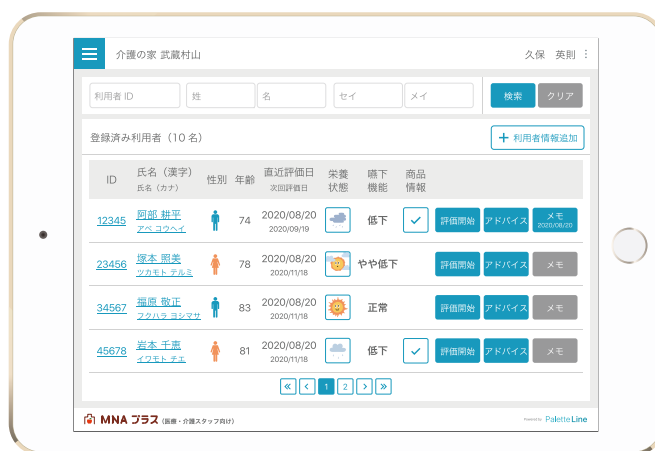 介護の家 武蔵村山
久保 英則
利用者 ID 姓 名 セイ メイ 検索 クリア
登録済み利用者（10 名）
＋ 利用者情報追加
ID 氏名（漢字） 氏名（カナ） 性別 年齢 直近評価日 次回評価日 栄養状態 嚥下機能 商品情報
12345 阿部 耕平 74 2020/08/20 低下 評価開始 アドバイス メモ
アベ コウヘイ 2020/09/19 2020/08/20
23456 塚本 照美 78 2020/08/20 やや低下 評価開始 アドバイス メモ
ツカモト テルミ 2020/11/18
34567 福原 敬正 83 2020/08/20 正常 評価開始 アドバイス メモ
フクハラ ヨシマサ 2020/11/18
45678 岩本 千恵 81 2020/08/20 低下 評価開始 アドバイス メモ
イワモト チエ 2020/11/18
« ‹ 1 2 › »
MNA プラス（医療・介護スタッフ向け）
Powered by Palette Line